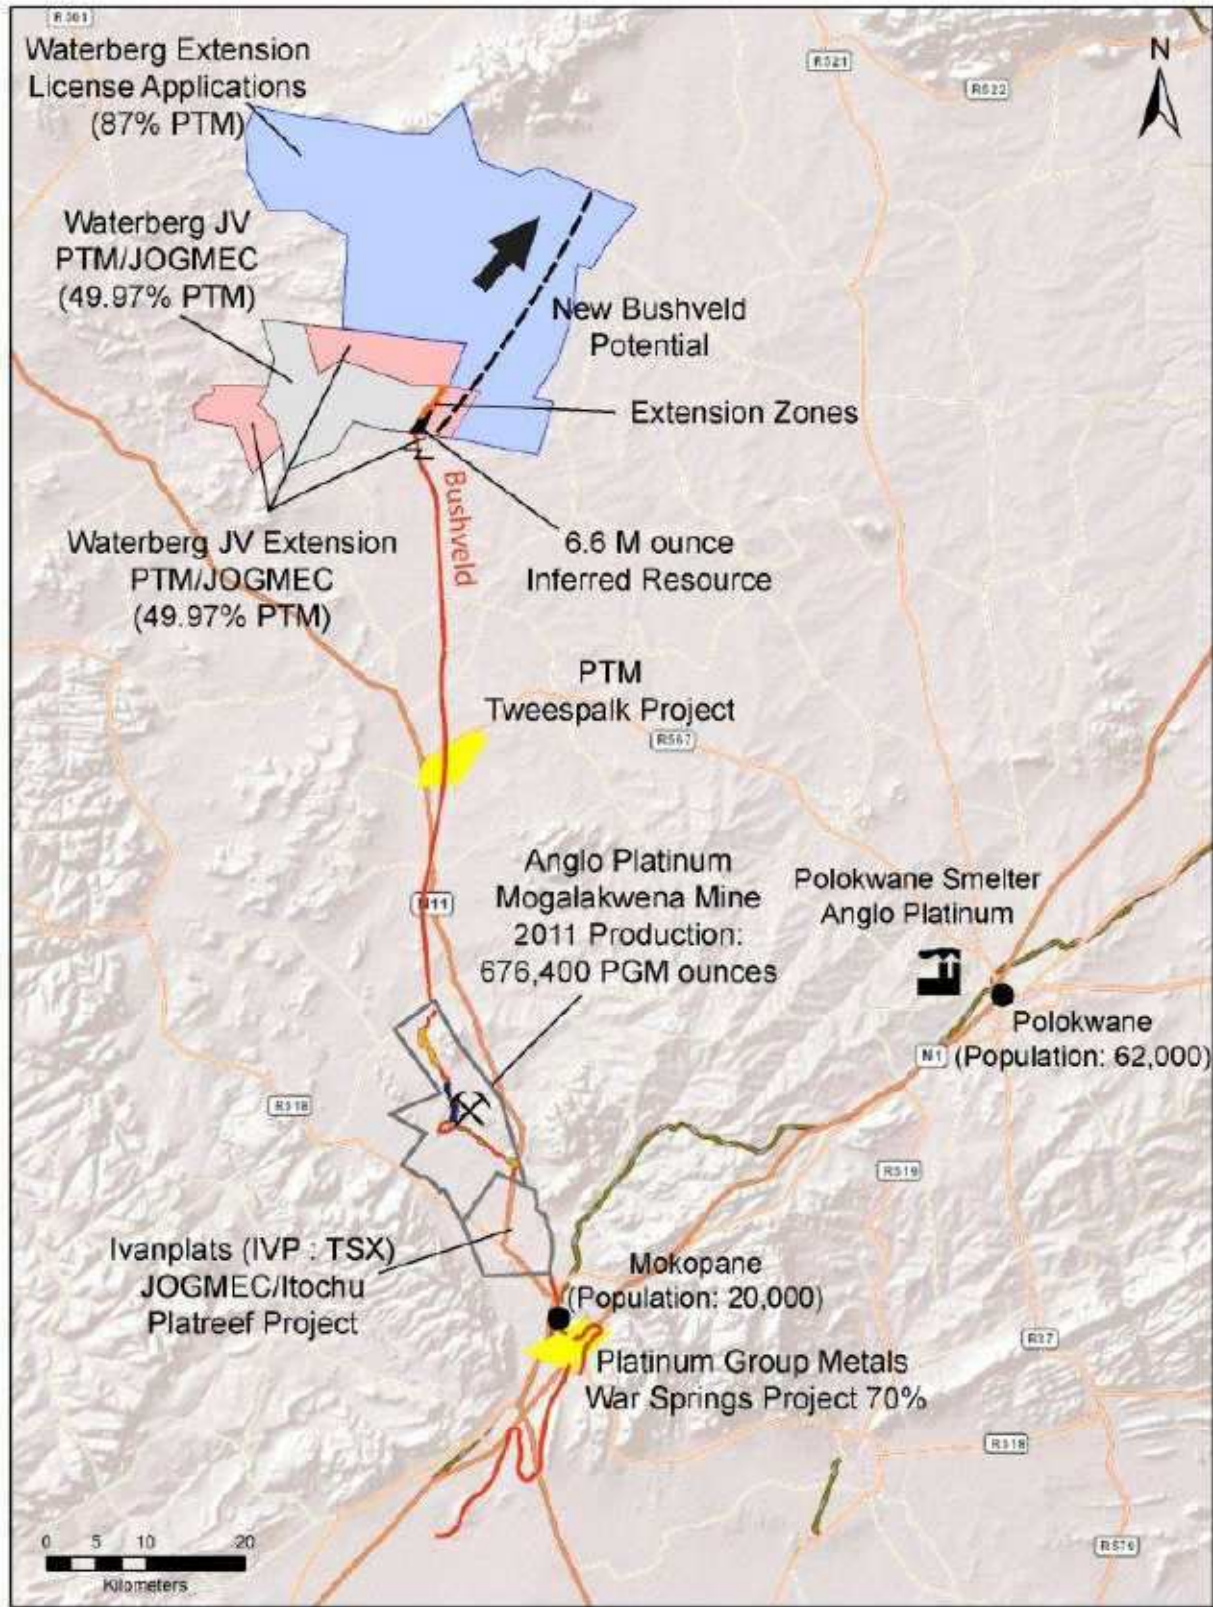 R301
Waterberg Extension
License Applications
(87% PTM)
R521
R522
N
Waterberg JV
PTM/JOGMEC
(49.97% PTM)
New Bushveld
Potential
Extension Zones
Bushveld
Waterberg JV Extension
PTM/JOGMEC
(49.97% PTM)
6.6 M ounce
Inferred Resource
PTM
Tweespalk Project
R567
Anglo Platinum
Mogalakwena Mine
2011 Production:
676,400 PGM ounces
N11
Polokwane Smelter
Anglo Platinum
Polokwane
(Population: 62,000)
N1
R518
R519
Ivanplats (IVP : TSX)
JOGMEC/Itochu
Platreef Project
Mokopane
(Population: 20,000)
R37
Platinum Group Metals
War Springs Project 70%
R518
0 5 10 20
Kilometers
R579